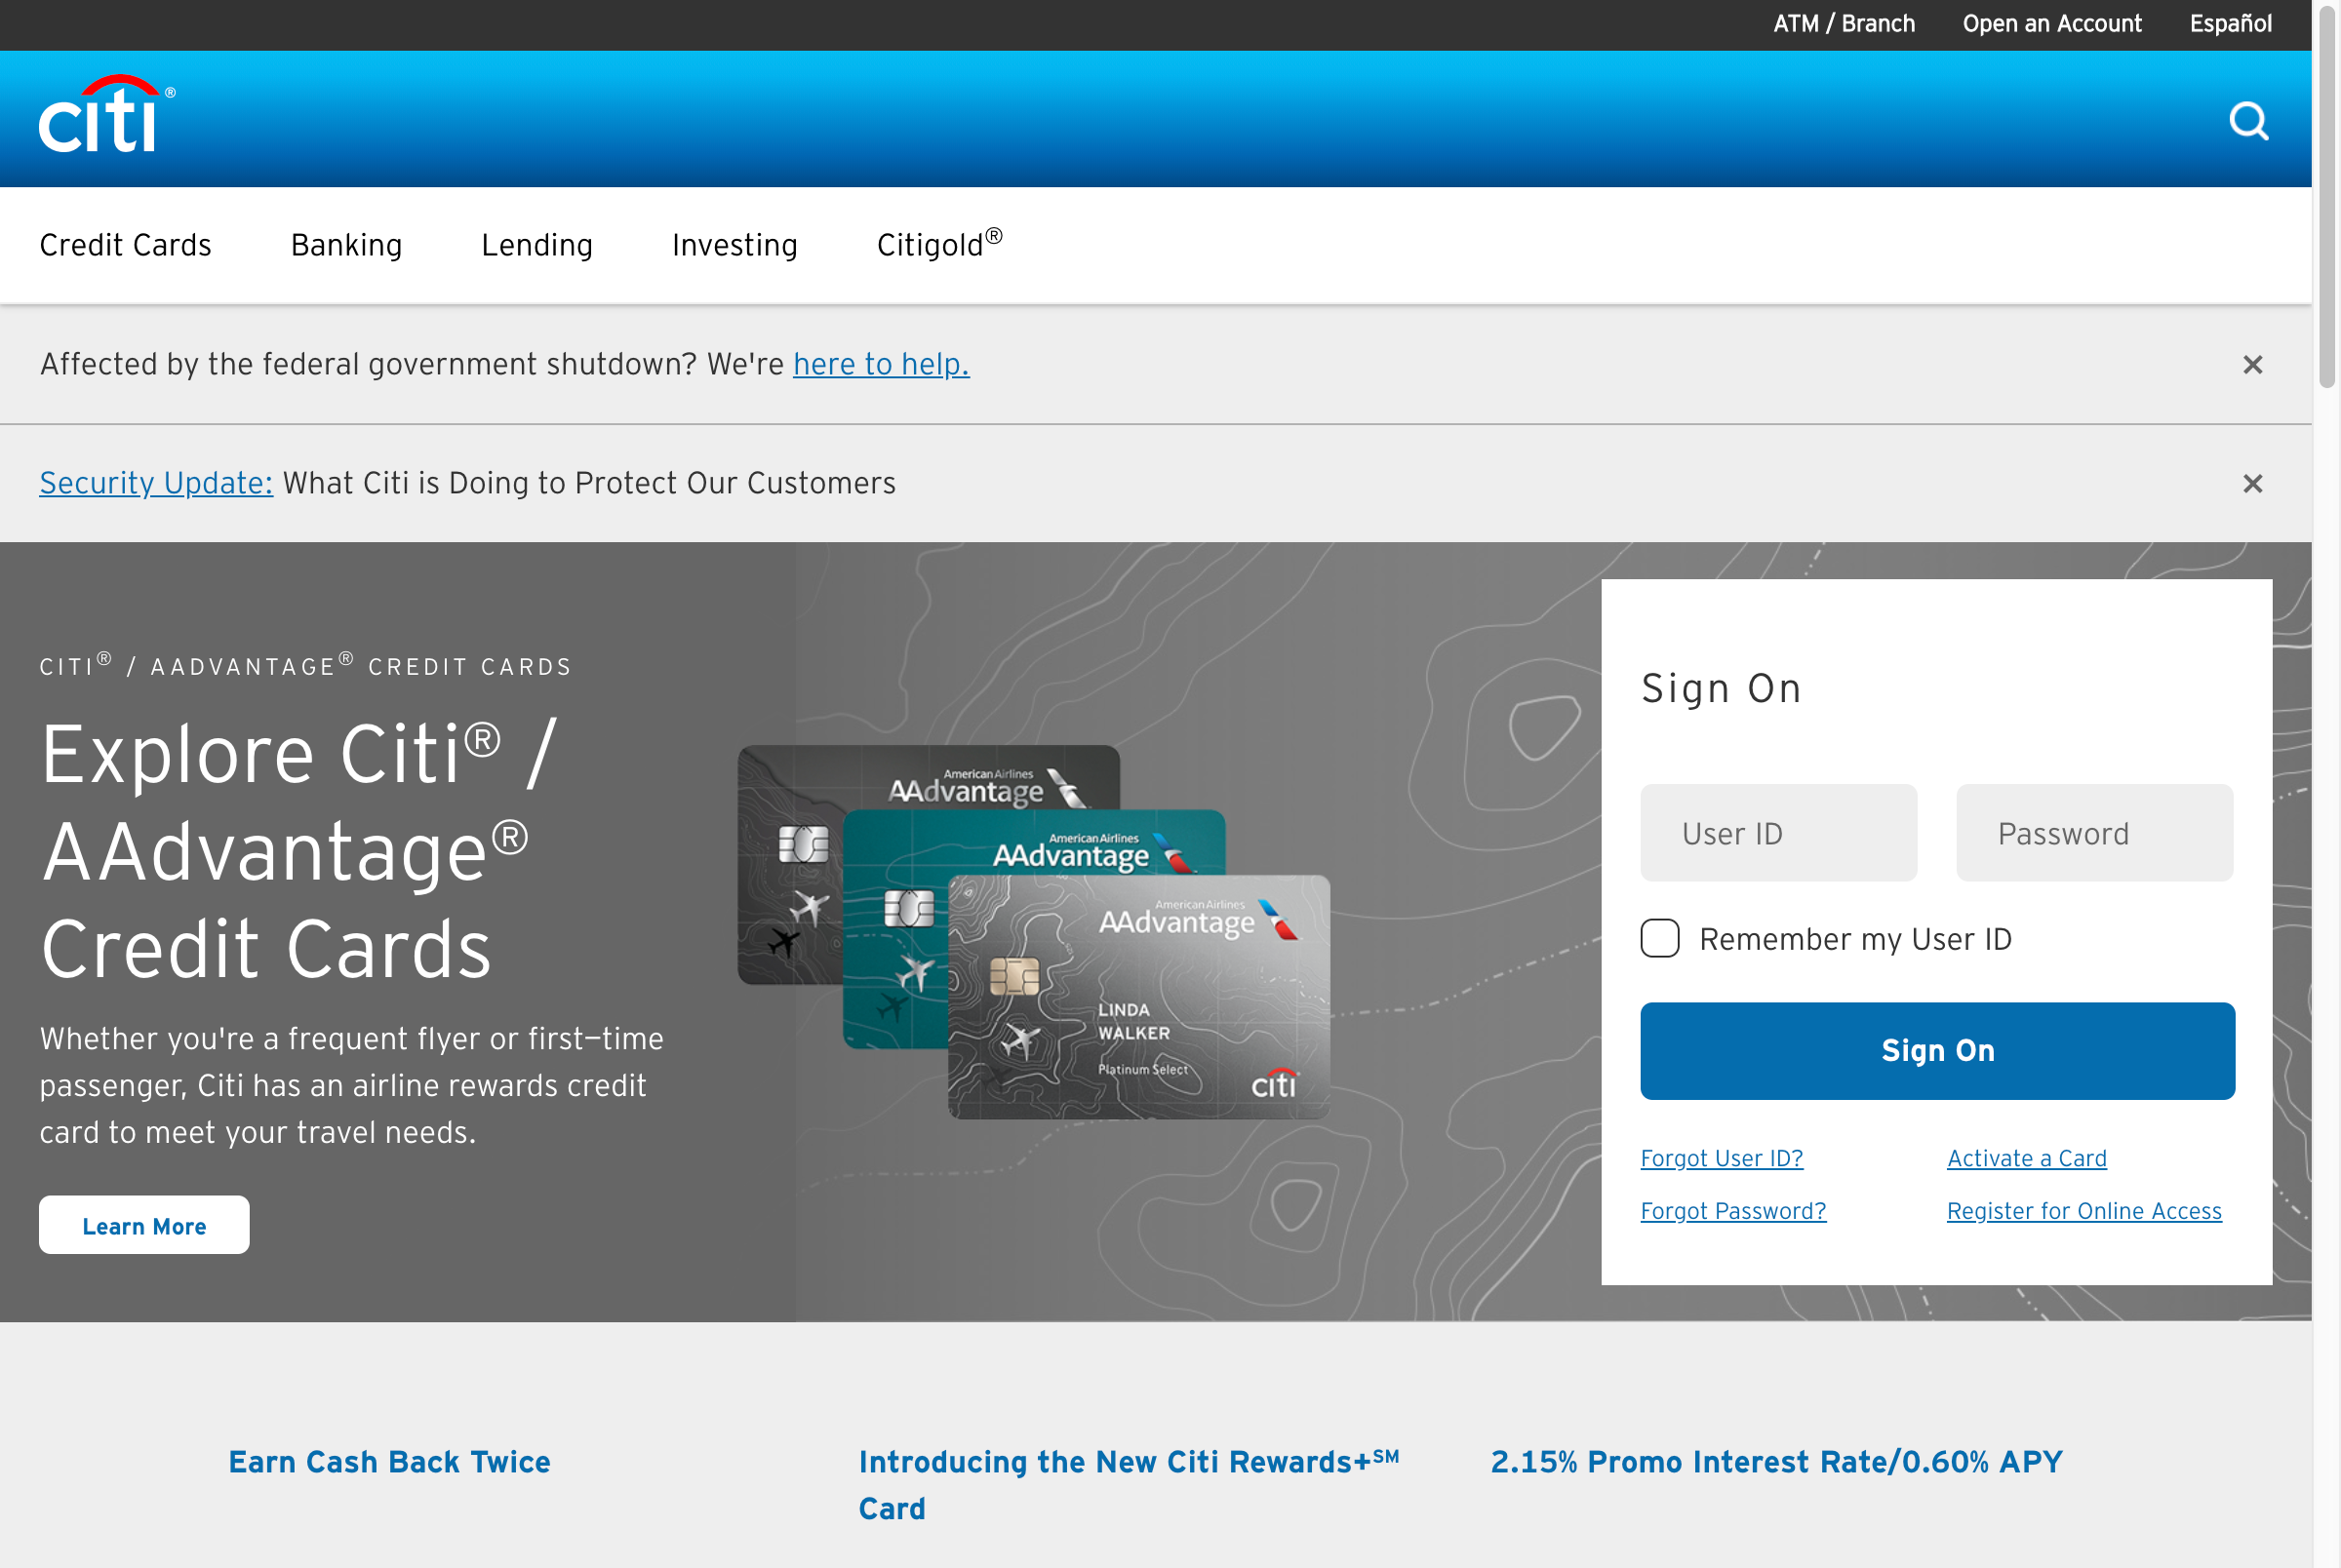 ATM / Branch
Open an Account
Español
citi®
Credit Cards
Banking
Lending
Investing
Citigold®
Affected by the federal government shutdown? We're here to help.
Security Update: What Citi is Doing to Protect Our Customers
CITI® / AADVANTAGE® CREDIT CARDS
Explore Citi® /
AAdvantage®
Credit Cards
Whether you're a frequent flyer or first–time
passenger, Citi has an airline rewards credit
card to meet your travel needs.
Learn More
American Airlines
AAdvantage
American Airlines
AAdvantage
American Airlines
AAdvantage
LINDA
WALKER
Platinum Select
citi
Sign On
User ID
Password
Remember my User ID
Sign On
Forgot User ID?
Activate a Card
Forgot Password?
Register for Online Access
Earn Cash Back Twice
Introducing the New Citi Rewards+℠
Card
2.15% Promo Interest Rate/0.60% APY